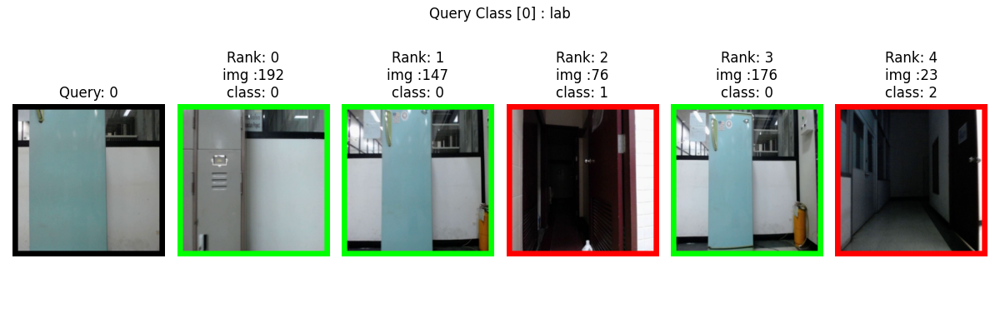 Query Class [0] : lab
Query: 0
Rank: 0
img :192
class: 0
Rank: 1
img :147
class: 0
Rank: 2
img :76
class: 1
Rank: 3
img :176
class: 0
Rank: 4
img :23
class: 2